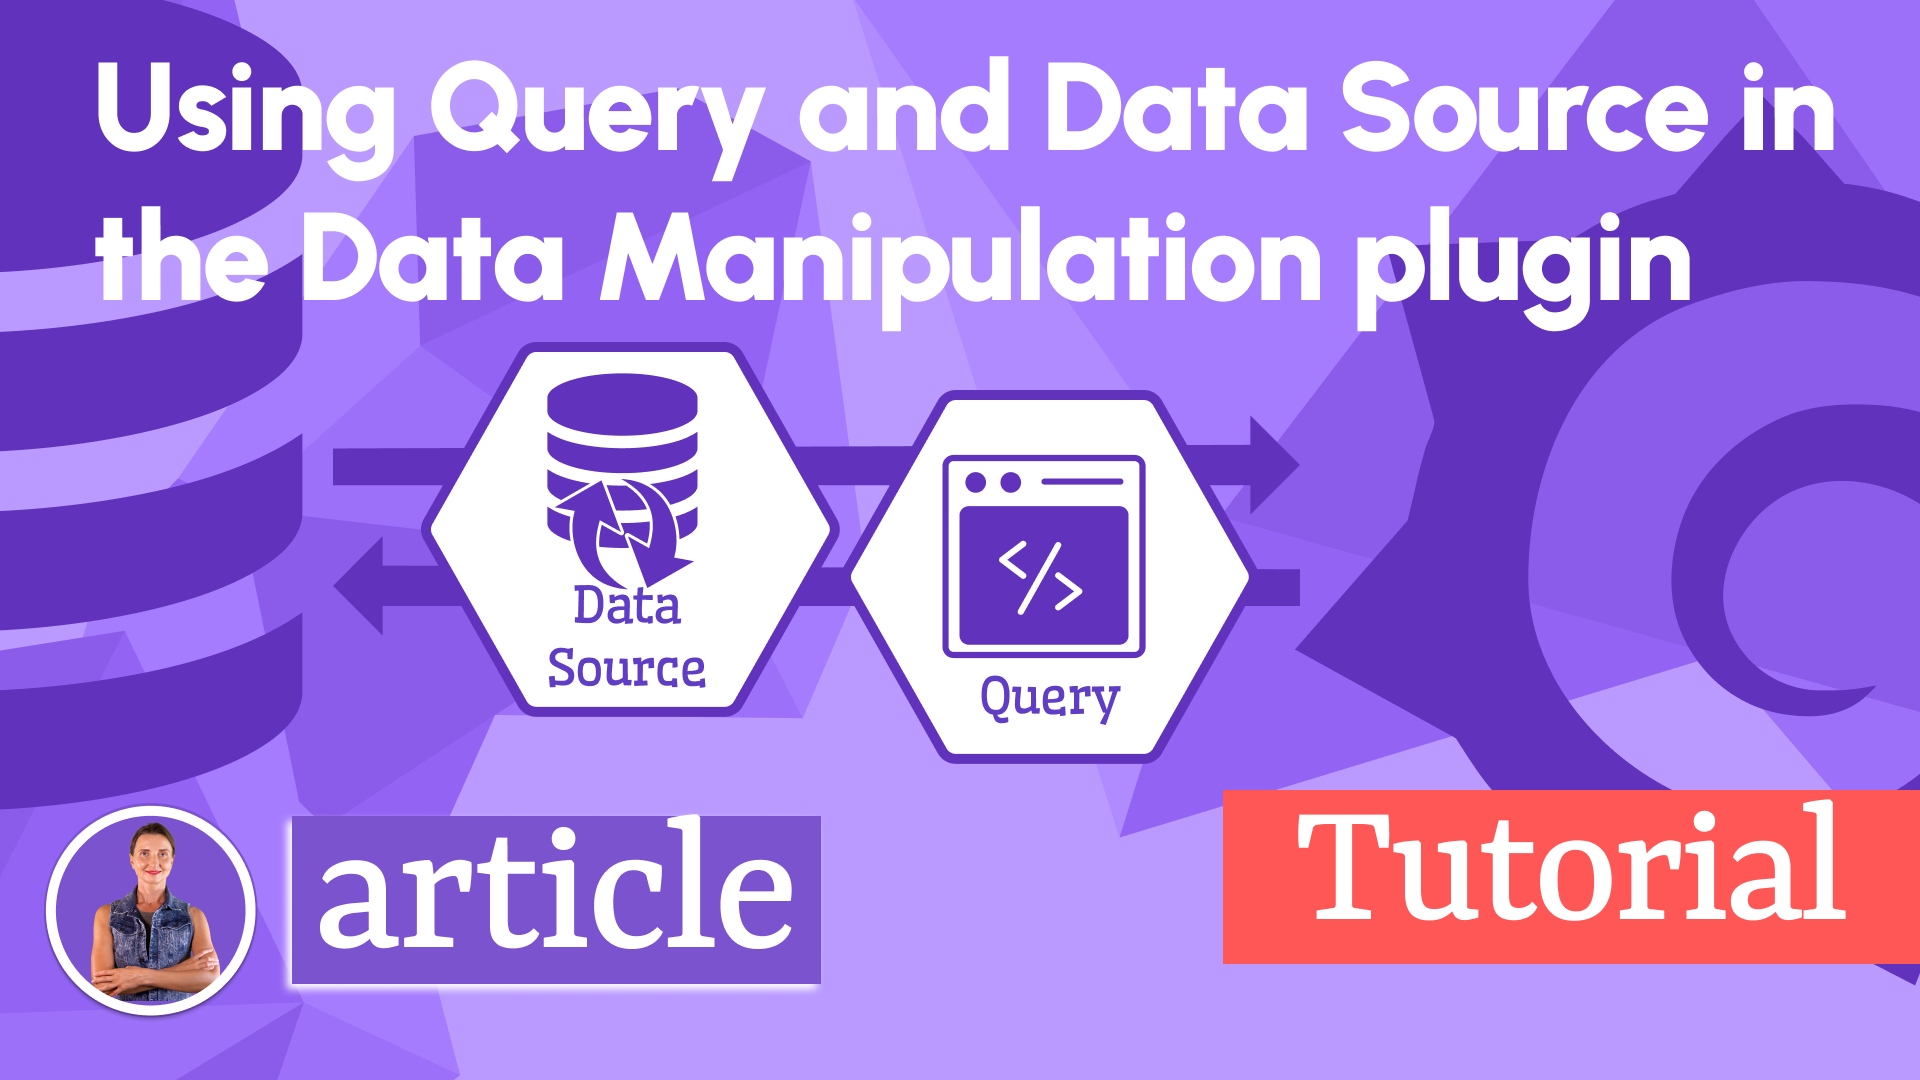 Using Query and Data Source in
the Data Manipulation plugin
Data
Source
</>
Query
article
Tutorial